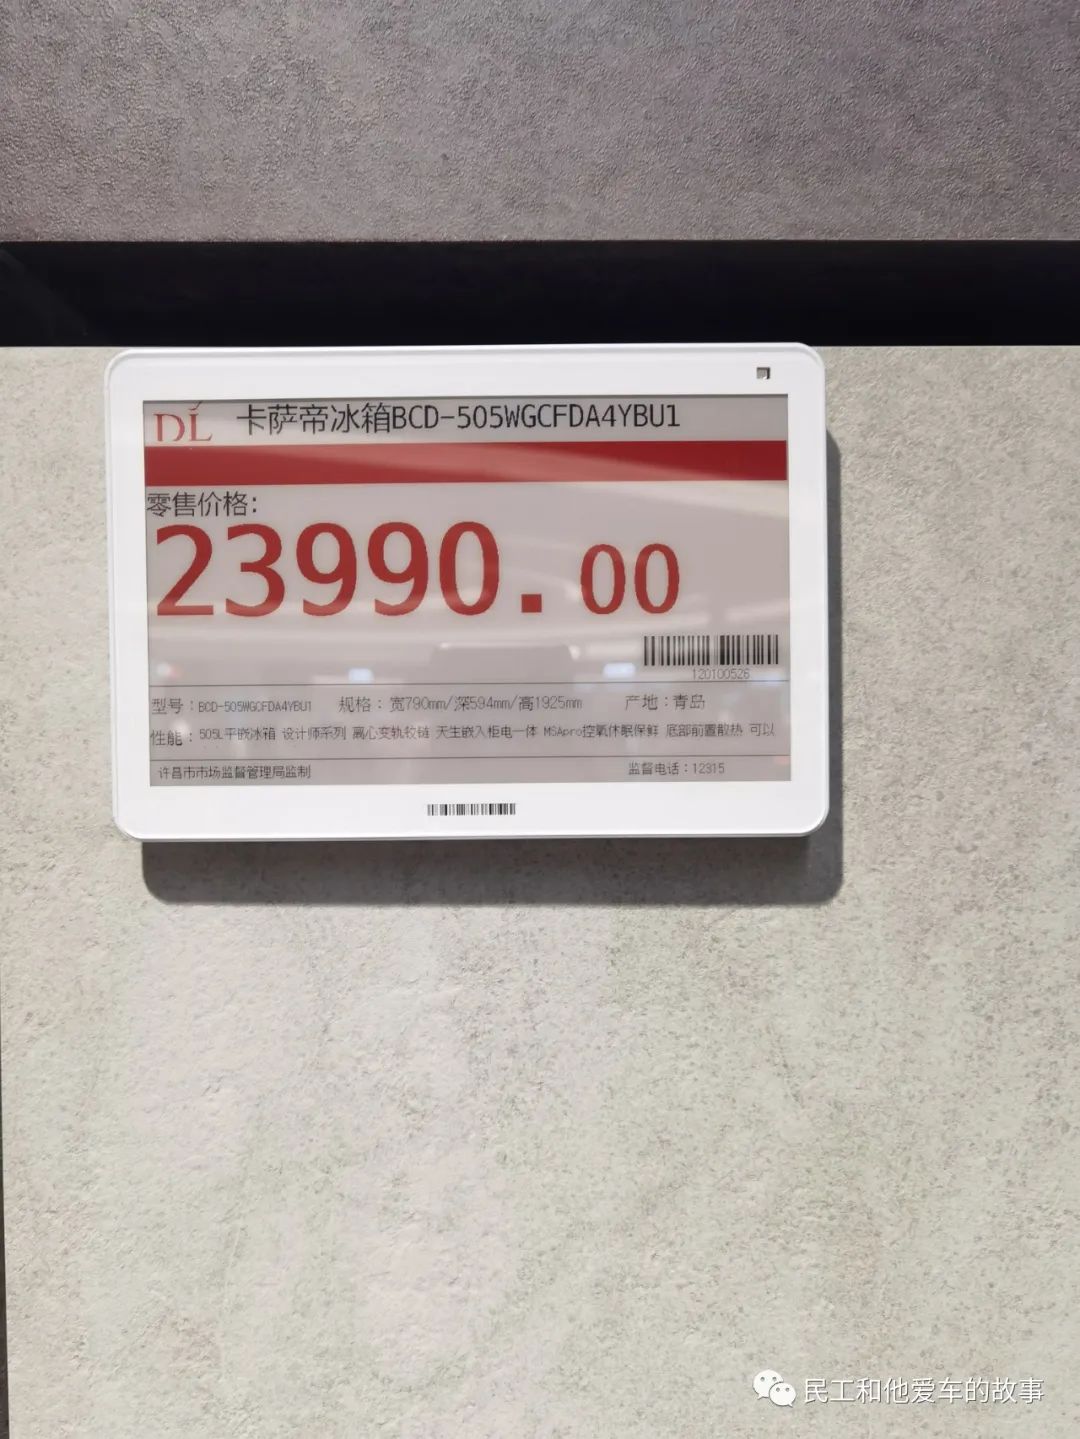 DL 卡萨帝冰箱BCD-505WGCFDA4YBU1
零售价格:
23990.00
120100526
型号：BCD-505WGCFDA4YBU1 规格：宽790mm/深594mm/高1925mm 产地：青岛
性能：505L平嵌冰箱 设计师系列 离心变轨铰链 天生嵌入柜电一体 MSApro控氧休眠保鲜 底部前置散热 可以
许昌市市场监督管理局监制 监督电话：12315
民工和他爱车的故事